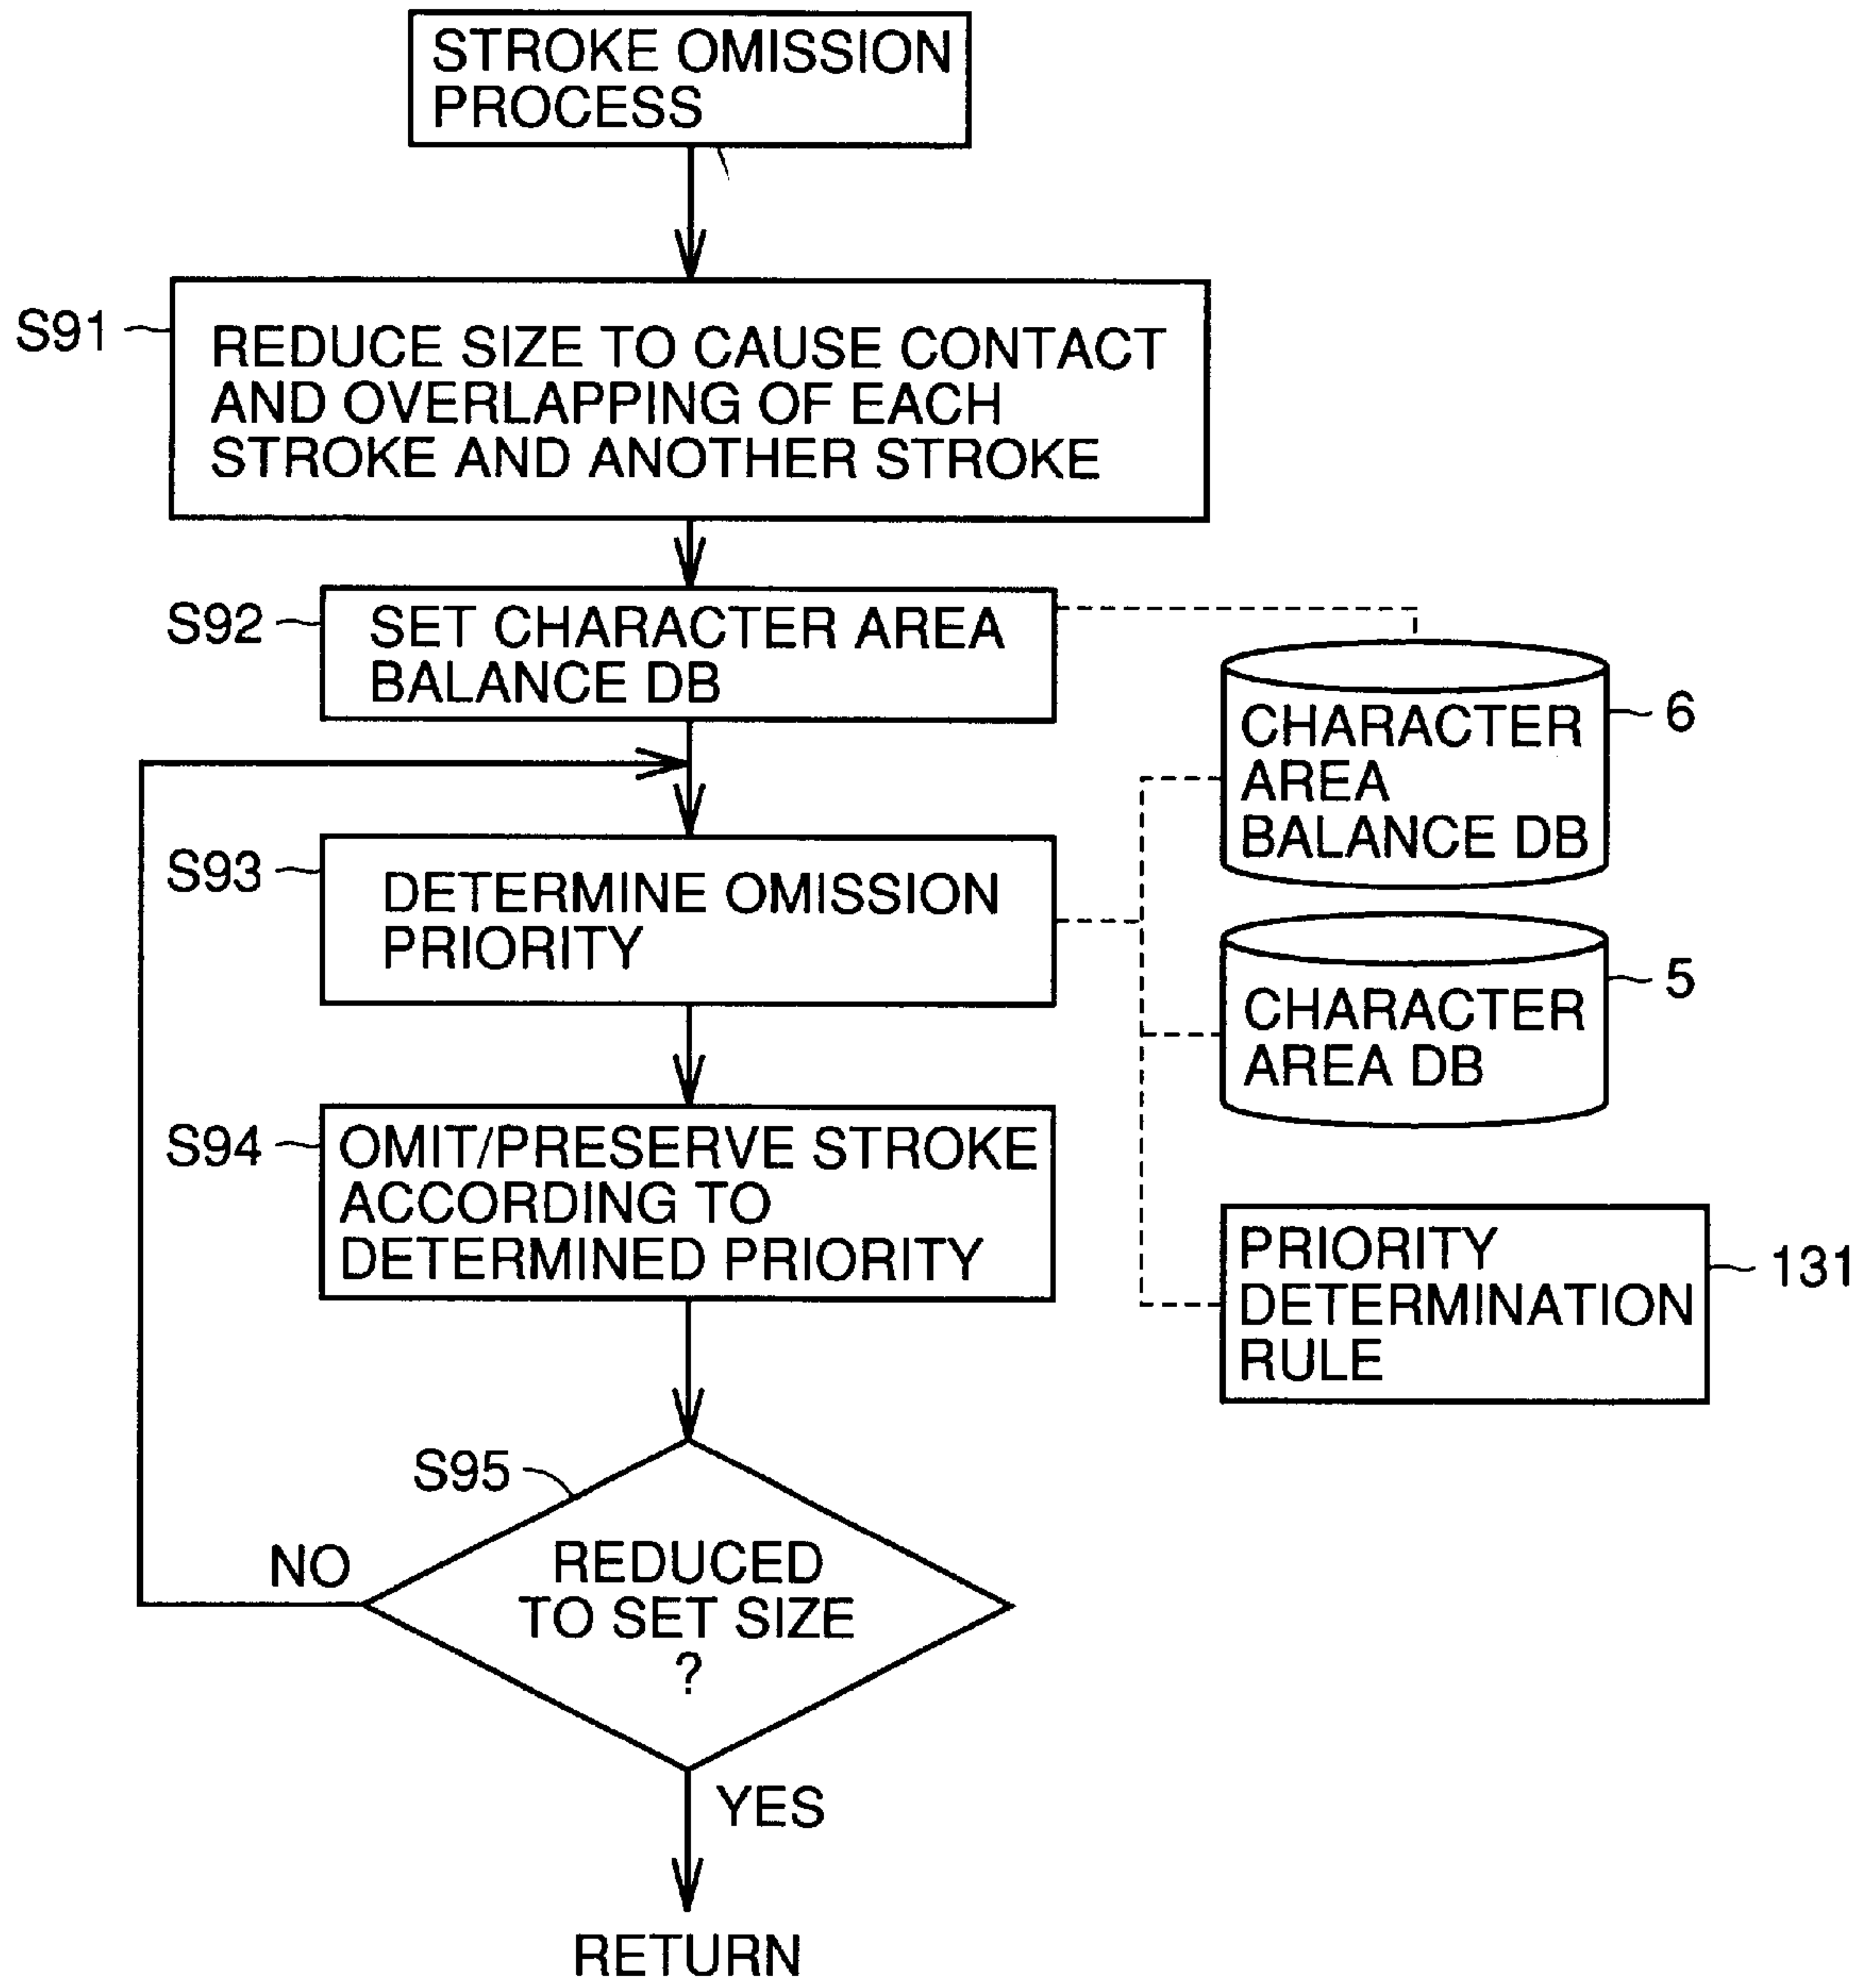 STROKE OMISSION
PROCESS
S91
REDUCE SIZE TO CAUSE CONTACT
AND OVERLAPPING OF EACH
STROKE AND ANOTHER STROKE
S92
SET CHARACTER AREA
BALANCE DB
6
CHARACTER
AREA
BALANCE DB
S93
DETERMINE OMISSION
PRIORITY
5
CHARACTER
AREA DB
S94
OMIT/PRESERVE STROKE
ACCORDING TO
DETERMINED PRIORITY
PRIORITY
DETERMINATION
RULE
131
S95
REDUCED
TO SET SIZE
?
NO
YES
RETURN